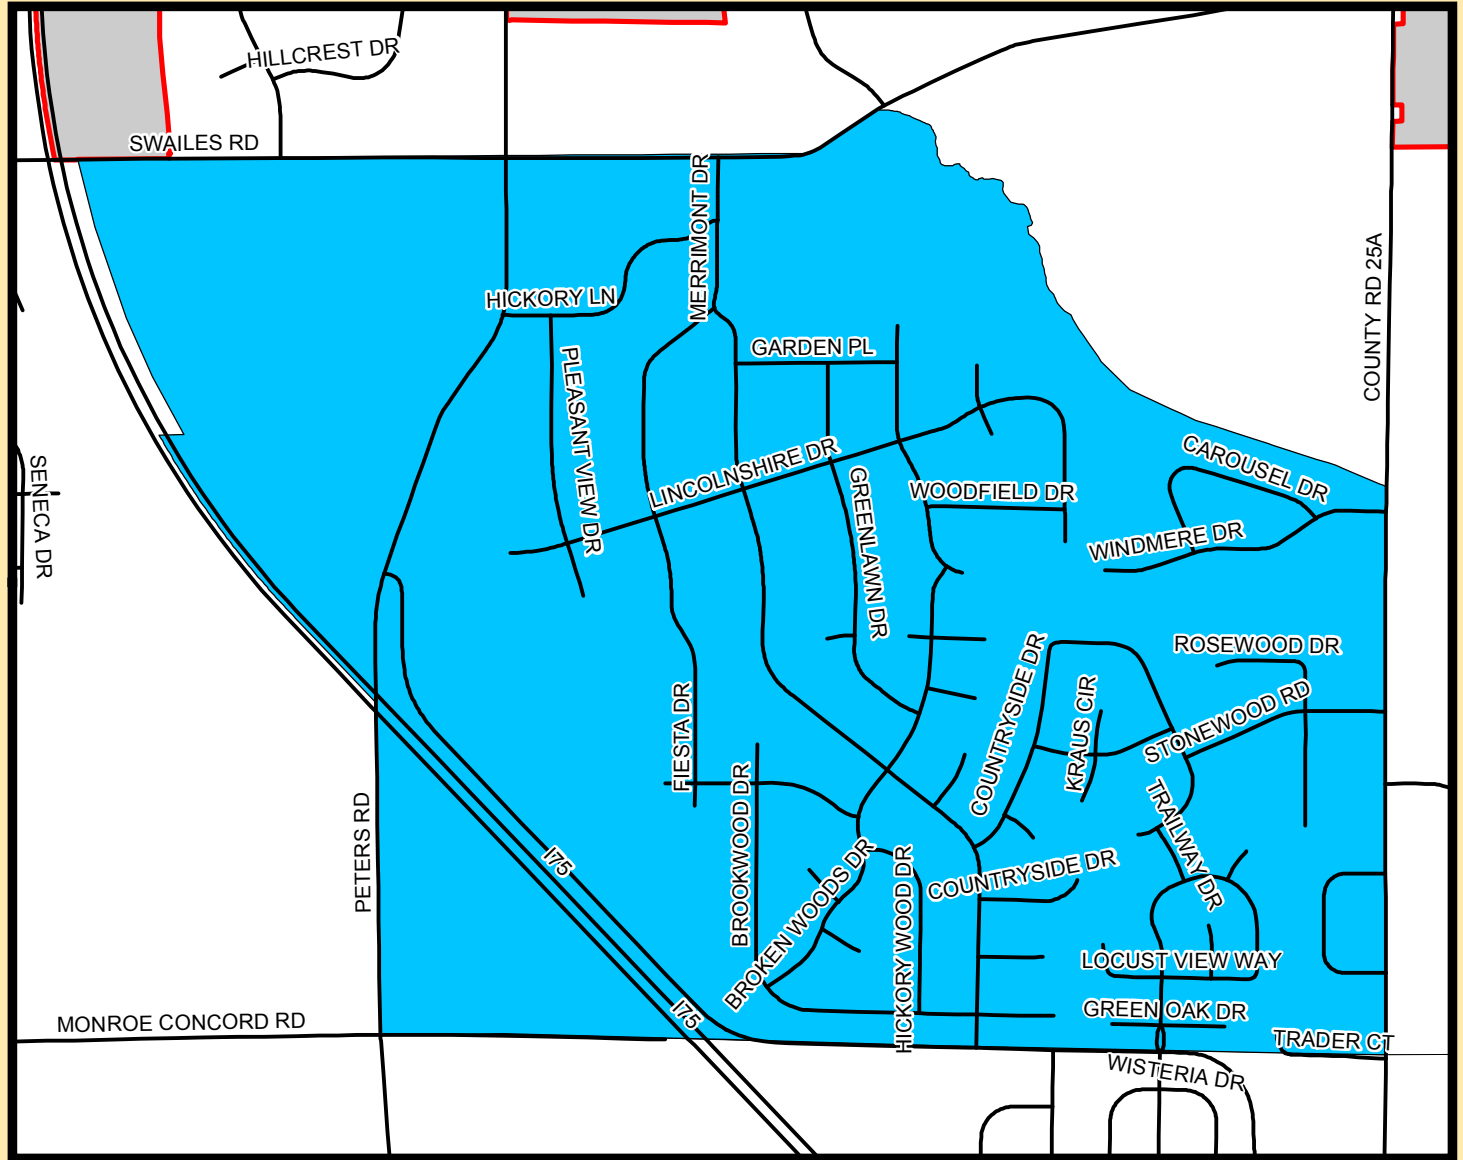 HILLCREST DR
SWAILES RD
MERRIMONT DR
COUNTY RD 25A
HICKORY LN
GARDEN PL
PLEASANT VIEW DR
LINCOLNSHIRE DR
CAROUSEL DR
SENECA DR
GREENLAWN DR
WOODFIELD DR
WINDMERE DR
ROSEWOOD DR
COUNTRYSIDE DR
KRAUS CIR
STONEWOOD RD
FIESTA DR
PETERS RD
BROOKWOOD DR
TRAILWAY DR
I75
BROKEN WOODS DR
HICKORY WOOD DR
COUNTRYSIDE DR
LOCUST VIEW WAY
I75
GREEN OAK DR
MONROE CONCORD RD
TRADER CT
WISTERIA DR